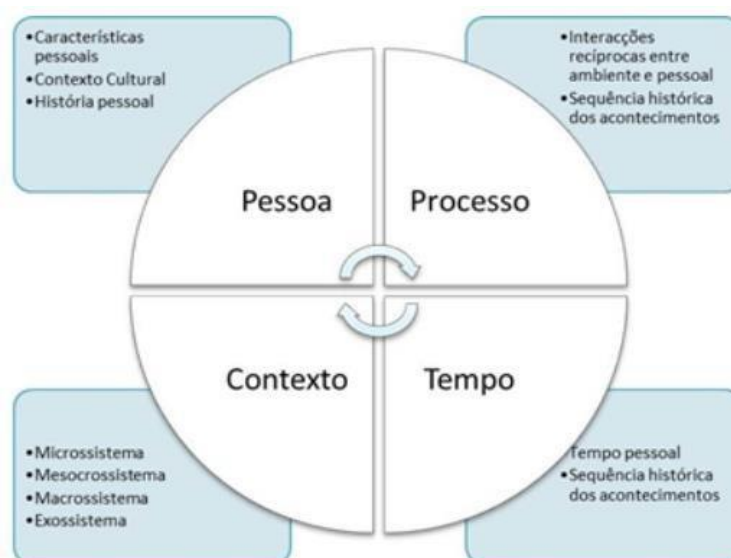 •Características
pessoais
•Contexto Cultural
•História pessoal
•Interacções
recíprocas entre
ambiente e pessoal
•Sequência histórica
dos acontecimentos
Pessoa
Processo
Contexto
Tempo
•Microssistema
•Mesocrossistema
•Macrossistema
•Exossistema
Tempo pessoal
•Sequência histórica
dos acontecimentos